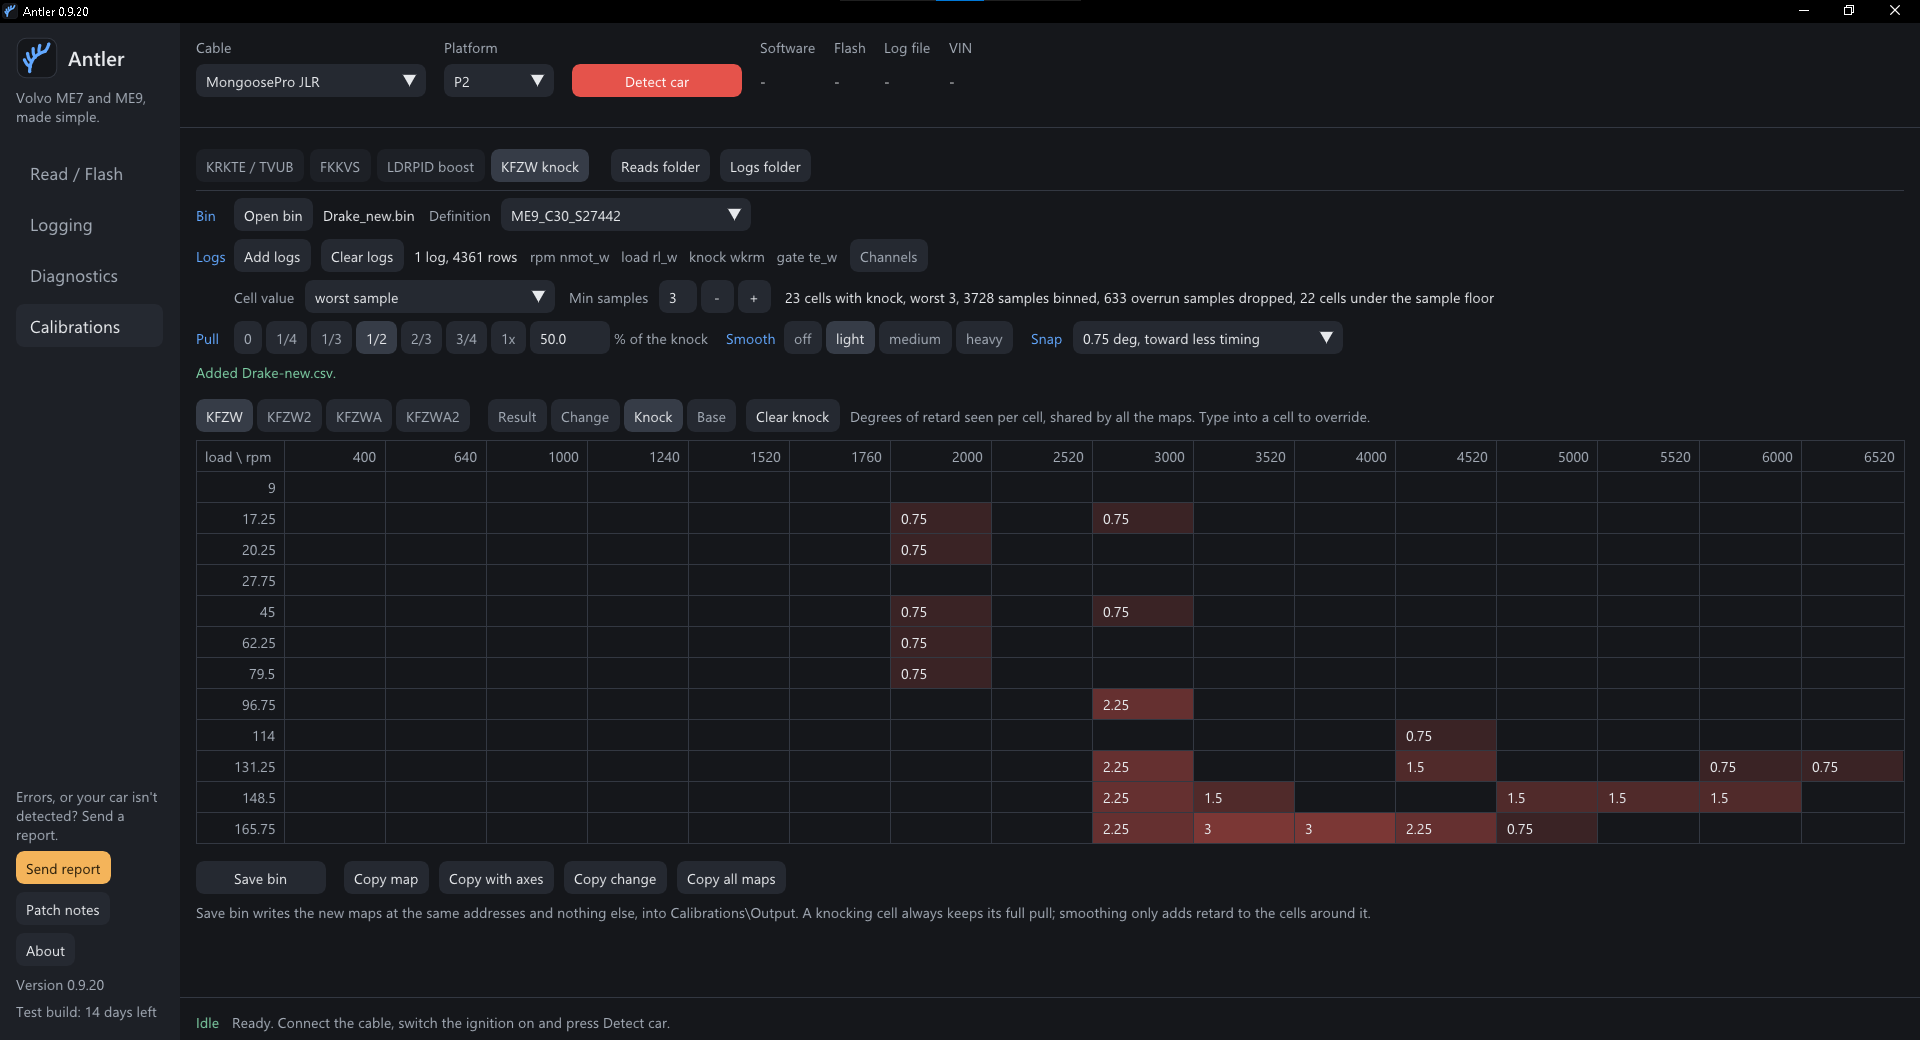 Antler 0.9.20
Antler
Volvo ME7 and ME9,
made simple.
Read / Flash
Logging
Diagnostics
Calibrations
Errors, or your car isn't
detected? Send a
report.
Send report
Patch notes
About
Version 0.9.20
Test build: 14 days left
Cable Platform Software Flash Log file VIN
MongoosePro JLR P2 Detect car - - - -
KRKTE / TVUB FKKVS LDRPID boost KFZW knock Reads folder Logs folder
Bin Open bin Drake_new.bin Definition ME9_C30_S27442
Logs Add logs Clear logs 1 log, 4361 rows rpm nmot_w load rl_w knock wkrm gate te_w Channels
Cell value worst sample Min samples 3 - + 23 cells with knock, worst 3, 3728 samples binned, 633 overrun samples dropped, 22 cells under the sample floor
Pull 0 1/4 1/3 1/2 2/3 3/4 1x 50.0 % of the knock Smooth off light medium heavy Snap 0.75 deg, toward less timing
Added Drake-new.csv.
KFZW KFZW2 KFZWA KFZWA2 Result Change Knock Base Clear knock Degrees of retard seen per cell, shared by all the maps. Type into a cell to override.
load \ rpm 400 640 1000 1240 1520 1760 2000 2520 3000 3520 4000 4520 5000 5520 6000 6520
9
17.25 0.75 0.75
20.25 0.75
27.75
45 0.75 0.75
62.25 0.75
79.5 0.75
96.75 2.25
114 0.75
131.25 2.25 1.5 0.75 0.75
148.5 2.25 1.5 1.5 1.5 1.5
165.75 2.25 3 3 2.25 0.75
Save bin Copy map Copy with axes Copy change Copy all maps
Save bin writes the new maps at the same addresses and nothing else, into Calibrations\Output. A knocking cell always keeps its full pull; smoothing only adds retard to the cells around it.
Idle Ready. Connect the cable, switch the ignition on and press Detect car.